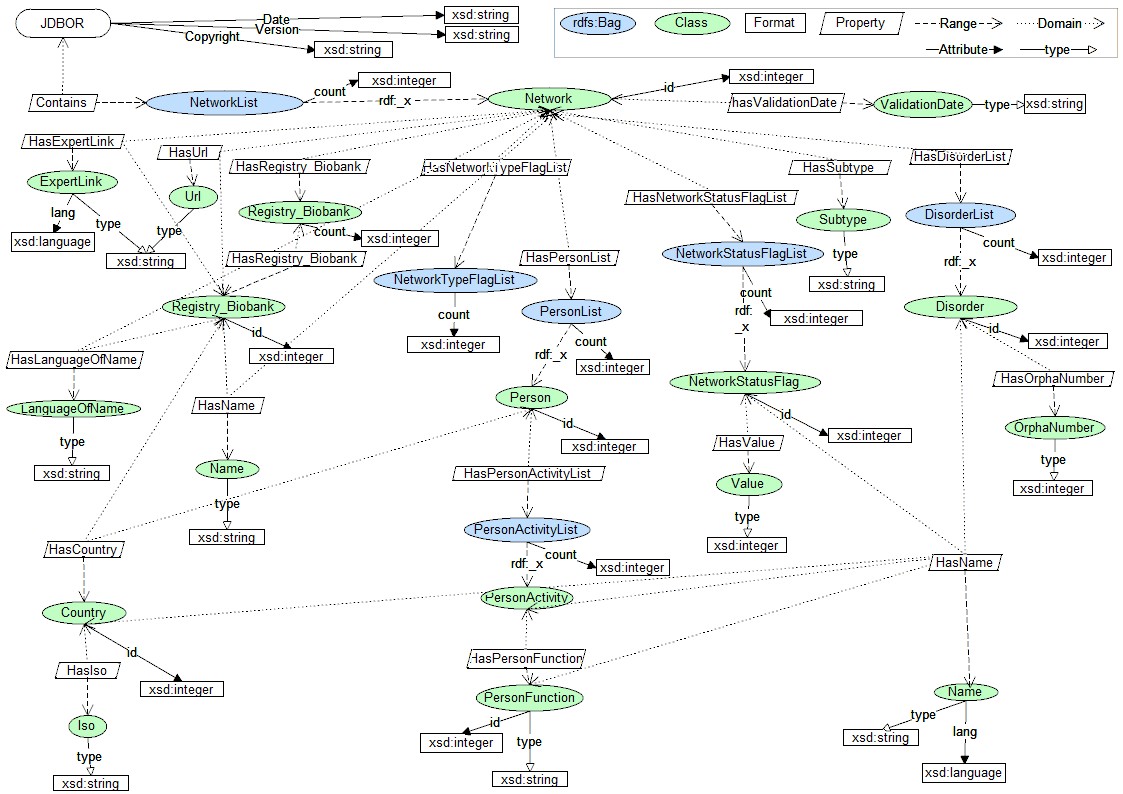 JDBOR
Date
Version
Copyright
xsd:string
xsd:string
xsd:string
rdfs:Bag
Class
Format
Property
Range
Domain
Attribute
type
Contains
NetworkList
count
xsd:integer
rdf:_x
Network
id
xsd:integer
hasValidationDate
ValidationDate
type
xsd:string
HasExpertLink
HasUrl
HasRegistry_Biobank
HasNetworkTypeFlagList
HasNetworkStatusFlagList
HasSubtype
HasDisorderList
ExpertLink
Url
lang
type
type
xsd:language
xsd:string
Registry_Biobank
count
xsd:integer
HasRegistry_Biobank
Subtype
type
xsd:string
DisorderList
count
xsd:integer
rdf:_x
HasPersonList
NetworkStatusFlagList
count
xsd:integer
rdf:
_x
NetworkTypeFlagList
count
xsd:integer
Registry_Biobank
id
xsd:integer
PersonList
count
xsd:integer
rdf:_x
Disorder
id
xsd:integer
HasLanguageOfName
LanguageOfName
type
xsd:string
HasName
Name
type
xsd:string
Person
id
xsd:integer
NetworkStatusFlag
id
xsd:integer
HasOrphaNumber
OrphaNumber
type
xsd:integer
HasValue
Value
type
xsd:integer
HasPersonActivityList
PersonActivityList
count
xsd:integer
rdf:_x
PersonActivity
HasCountry
Country
id
xsd:integer
HasIso
Iso
type
xsd:string
HasName
HasPersonFunction
PersonFunction
id
xsd:integer
type
xsd:string
Name
type
xsd:string
lang
xsd:language